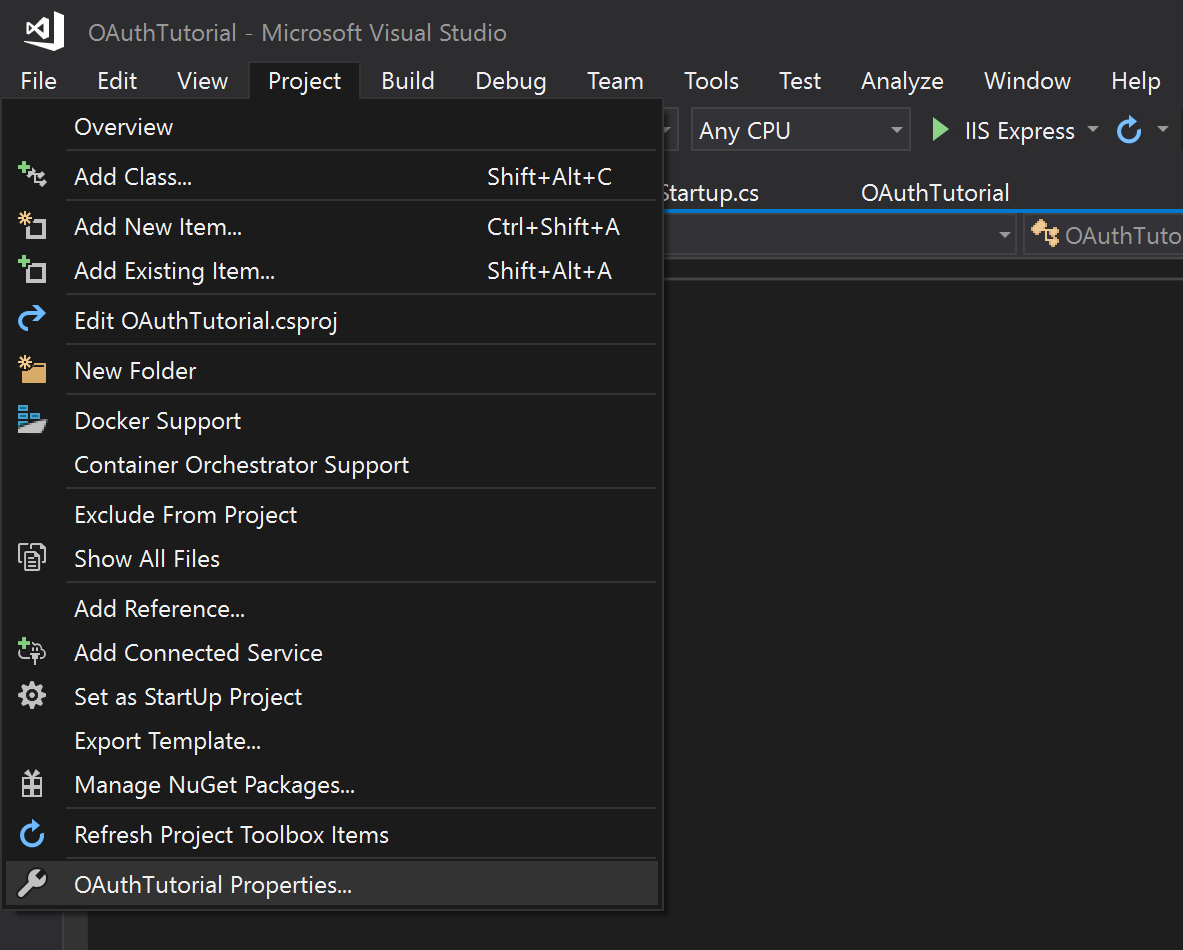 OAuthTutorial - Microsoft Visual Studio
File Edit View Project Build Debug Team Tools Test Analyze Window Help
Any CPU IIS Express
Startup.cs OAuthTutorial
OAuthTuto
Overview
Add Class... Shift+Alt+C
Add New Item... Ctrl+Shift+A
Add Existing Item... Shift+Alt+A
Edit OAuthTutorial.csproj
New Folder
Docker Support
Container Orchestrator Support
Exclude From Project
Show All Files
Add Reference...
Add Connected Service
Set as StartUp Project
Export Template...
Manage NuGet Packages...
Refresh Project Toolbox Items
OAuthTutorial Properties...